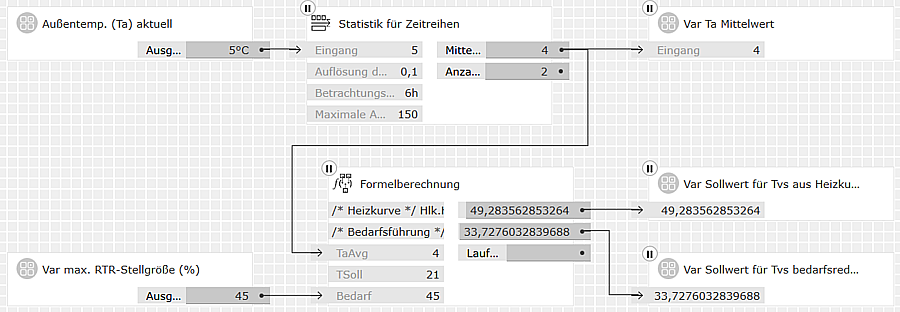 Außentemp. (Ta) aktuell
Ausg... 5°C
Statistik für Zeitreihen
Eingang 5 Mitte... 4
Auflösung d... 0,1 Anza... 2
Betrachtungs... 6h
Maximale A... 150
Var Ta Mittelwert
Eingang 4
f() Formelberechnung
/* Heizkurve */ Hlk.H 49,283562853264
/* Bedarfsführung */ 33,7276032839688
TaAvg 4 Lauf...
TSoll 21
Bedarf 45
Var max. RTR-Stellgröße (%)
Ausg... 45
Var Sollwert für Tvs aus Heizku...
49,283562853264
Var Sollwert für Tvs bedarfsred...
33,7276032839688